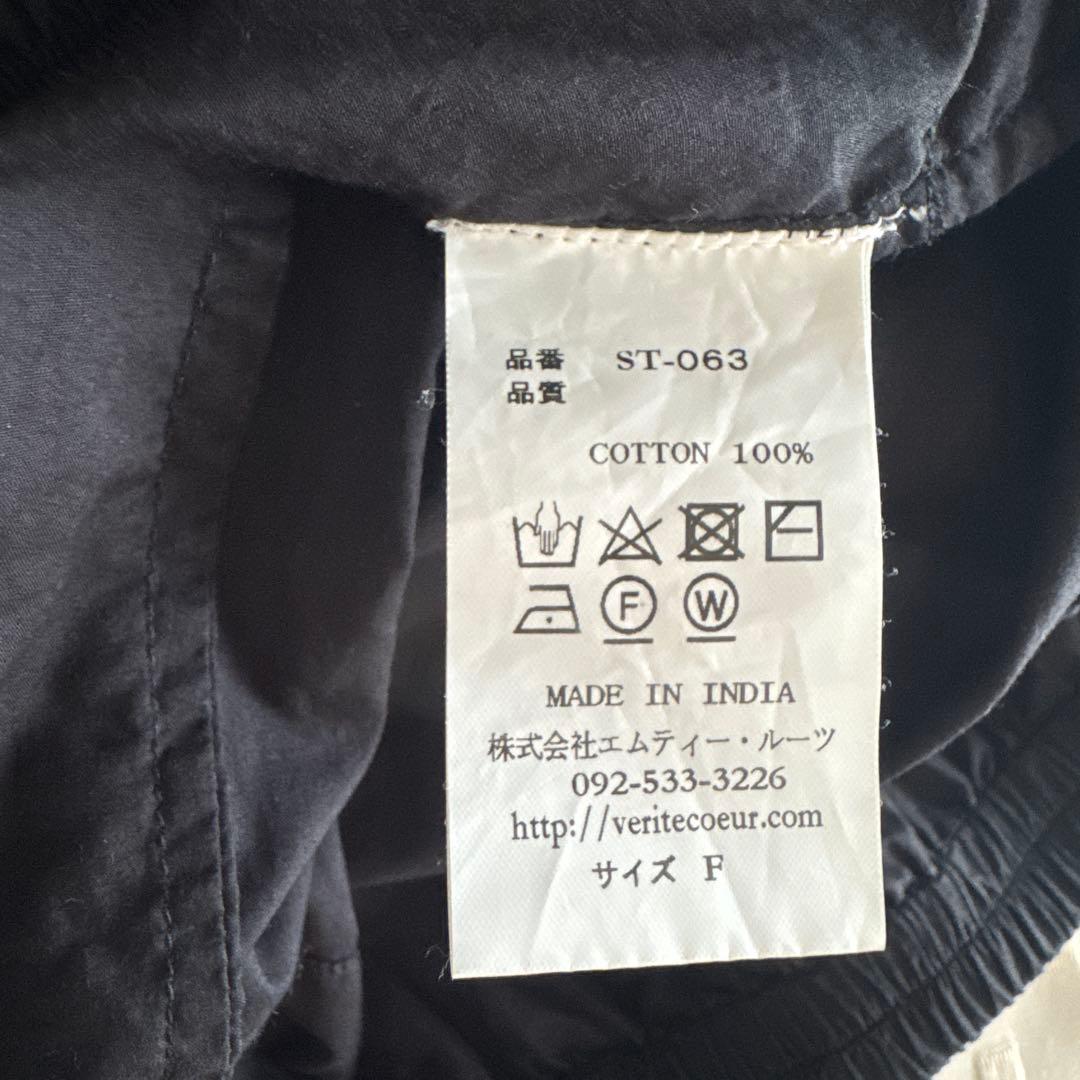 品番 ST-063
品質
COTTON 100%
F W
MADE IN INDIA
株式会社エムティー・ルーツ
092-533-3226
http://veritecoeur.com
サイズ F